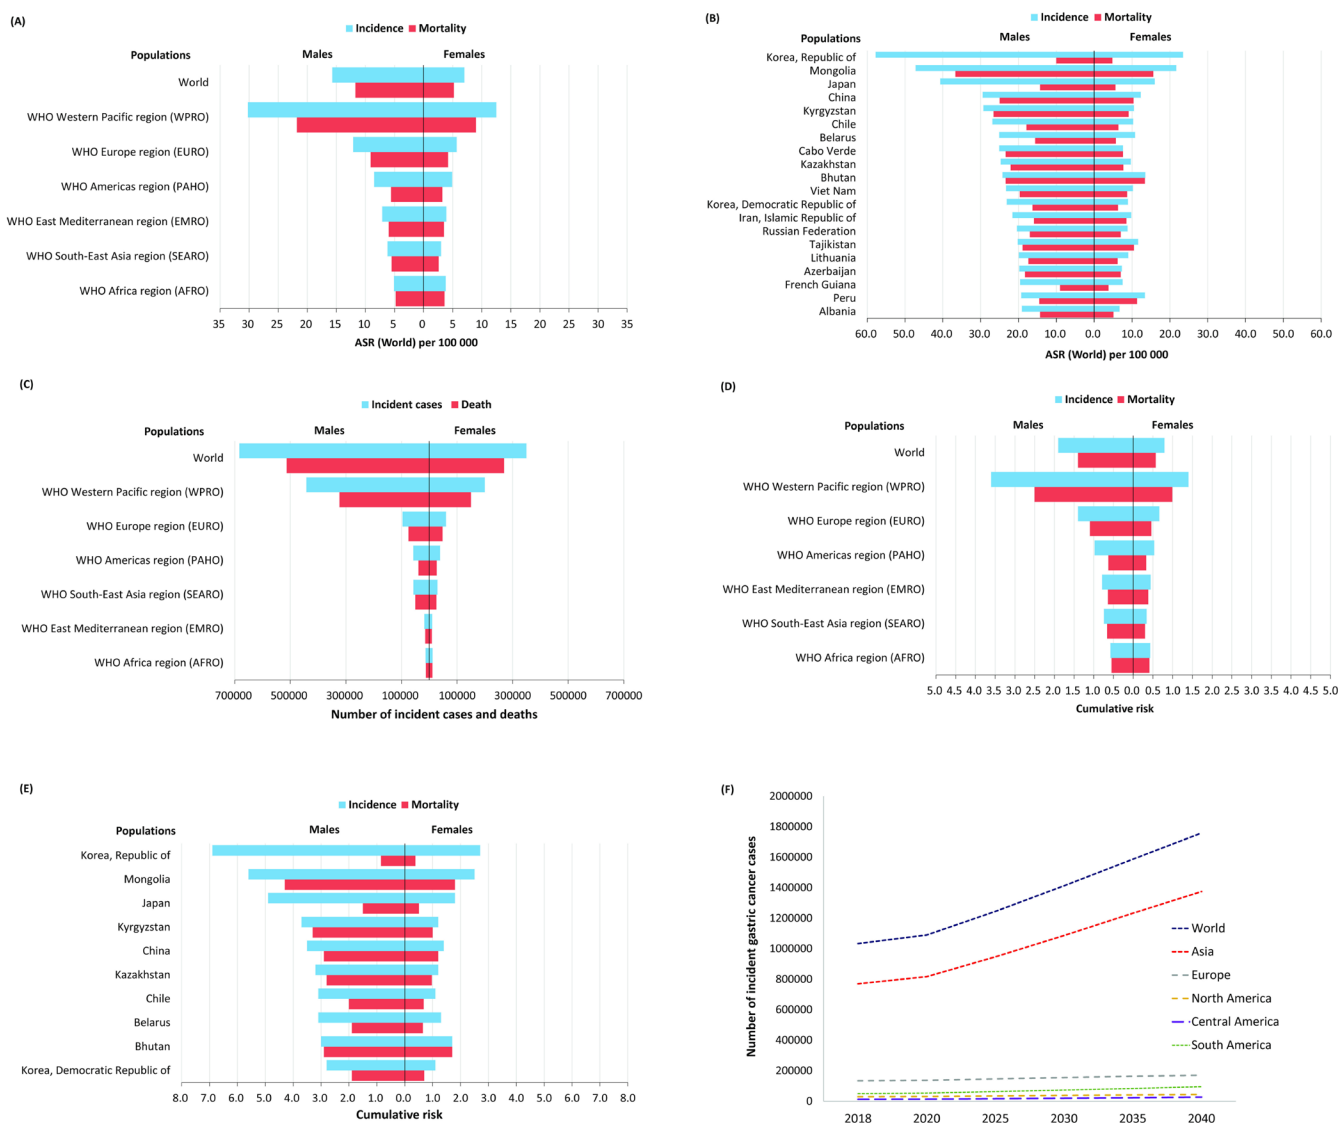 (A)
Incidence Mortality
Populations Males Females
World
WHO Western Pacific region (WPRO)
WHO Europe region (EURO)
WHO Americas region (PAHO)
WHO East Mediterranean region (EMRO)
WHO South-East Asia region (SEARO)
WHO Africa region (AFRO)
35 30 25 20 15 10 5 0 5 10 15 20 25 30 35
ASR (World) per 100 000
(B)
Incidence Mortality
Populations Males Females
Korea, Republic of
Mongolia
Japan
China
Kyrgyzstan
Chile
Belarus
Cabo Verde
Kazakhstan
Bhutan
Viet Nam
Korea, Democratic Republic of
Iran, Islamic Republic of
Russian Federation
Tajikistan
Lithuania
Azerbaijan
French Guiana
Peru
Albania
60.0 50.0 40.0 30.0 20.0 10.0 0.0 10.0 20.0 30.0 40.0 50.0 60.0
ASR (World) per 100 000
(C)
Incident cases Death
Populations Males Females
World
WHO Western Pacific region (WPRO)
WHO Europe region (EURO)
WHO Americas region (PAHO)
WHO South-East Asia region (SEARO)
WHO East Mediterranean region (EMRO)
WHO Africa region (AFRO)
700000 500000 300000 100000 100000 300000 500000 700000
Number of incident cases and deaths
(D)
Incidence Mortality
Populations Males Females
World
WHO Western Pacific region (WPRO)
WHO Europe region (EURO)
WHO Americas region (PAHO)
WHO East Mediterranean region (EMRO)
WHO South-East Asia region (SEARO)
WHO Africa region (AFRO)
5.0 4.5 4.0 3.5 3.0 2.5 2.0 1.5 1.0 0.5 0.0 0.5 1.0 1.5 2.0 2.5 3.0 3.5 4.0 4.5 5.0
Cumulative risk
(E)
Incidence Mortality
Populations Males Females
Korea, Republic of
Mongolia
Japan
Kyrgyzstan
China
Kazakhstan
Chile
Belarus
Bhutan
Korea, Democratic Republic of
8.0 7.0 6.0 5.0 4.0 3.0 2.0 1.0 0.0 1.0 2.0 3.0 4.0 5.0 6.0 7.0 8.0
Cumulative risk
(F)
Number of incident gastric cancer cases
2000000
1800000
1600000
1400000
1200000
1000000
800000
600000
400000
200000
0
World
Asia
Europe
North America
Central America
South America
2018 2020 2025 2030 2035 2040